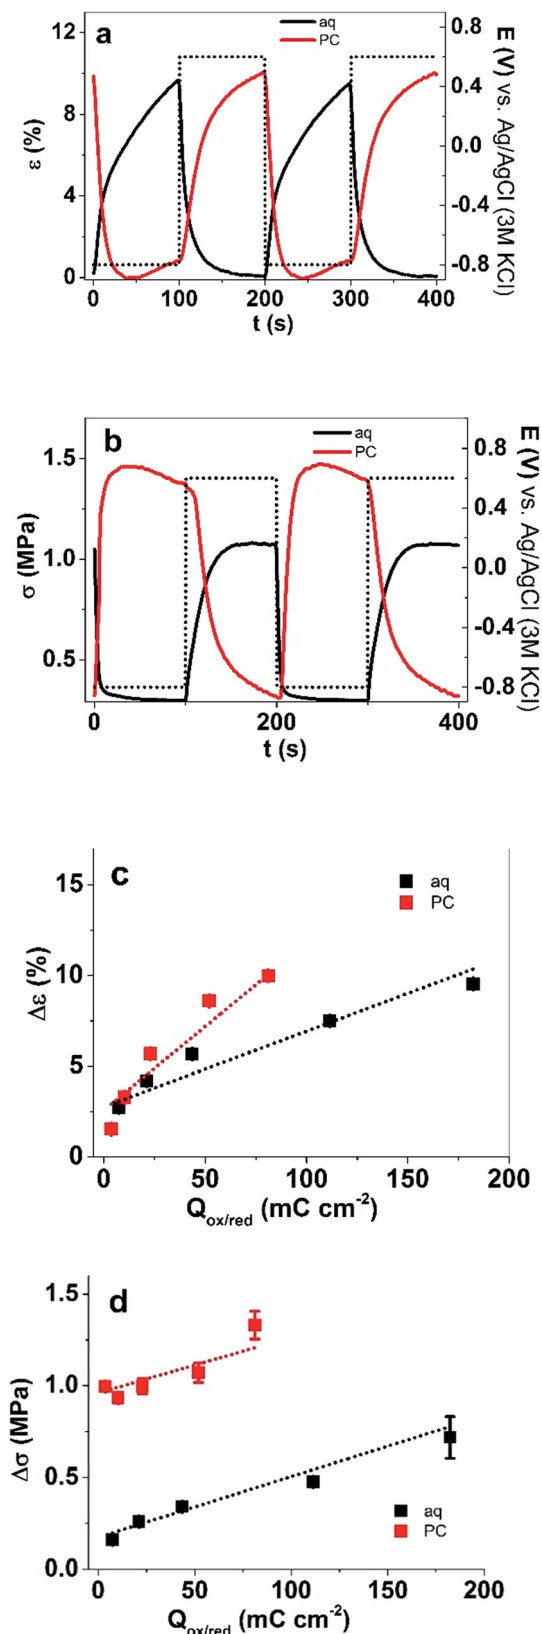 a
aq
PC
12
8
4
0
ε (%)
0.8
0.4
0.0
-0.4
-0.8
E (V) vs. Ag/AgCl (3M KCl)
0 100 200 300 400
t (s)
b
aq
PC
1.5
1.0
0.5
σ (MPa)
0.8
0.4
0.0
-0.4
-0.8
E (V) vs. Ag/AgCl (3M KCl)
0 200 400
t (s)
c
aq
PC
15
10
5
0
Δε (%)
0 50 100 150 200
Qox/red (mC cm-2)
d
1.5
1.0
0.5
0.0
Δσ (MPa)
aq
PC
0 50 100 150 200
Qox/red (mC cm-2)